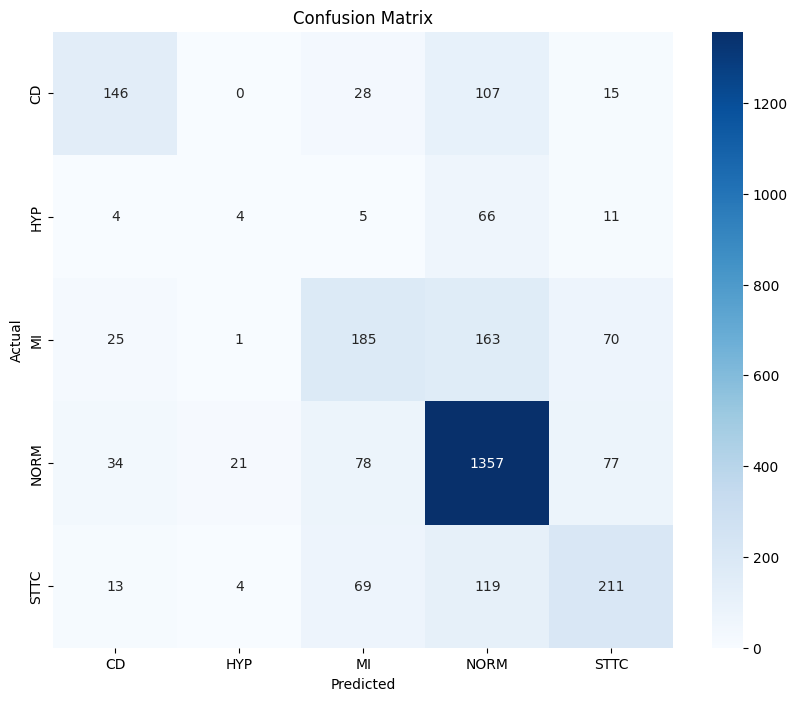 Confusion Matrix
CD 146 0 28 107 15
HYP 4 4 5 66 11
MI 25 1 185 163 70
NORM 34 21 78 1357 77
STTC 13 4 69 119 211
CD HYP MI NORM STTC
Predicted
Actual
1200
1000
800
600
400
200
0